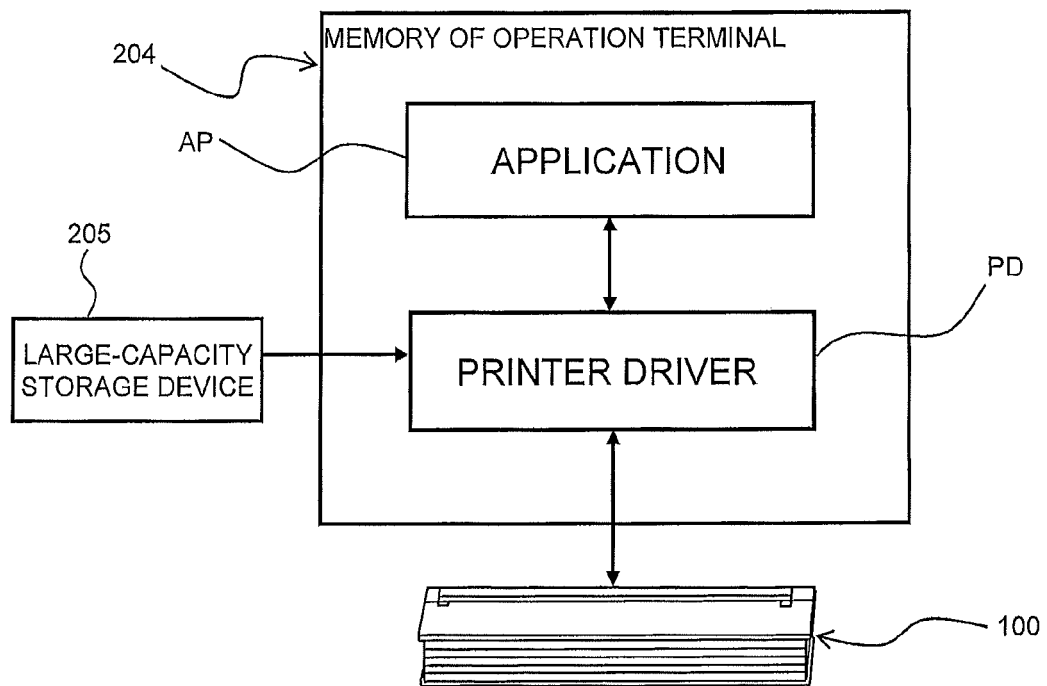 MEMORY OF OPERATION TERMINAL
204
AP
APPLICATION
205
PD
LARGE-CAPACITY
STORAGE DEVICE
PRINTER DRIVER
100